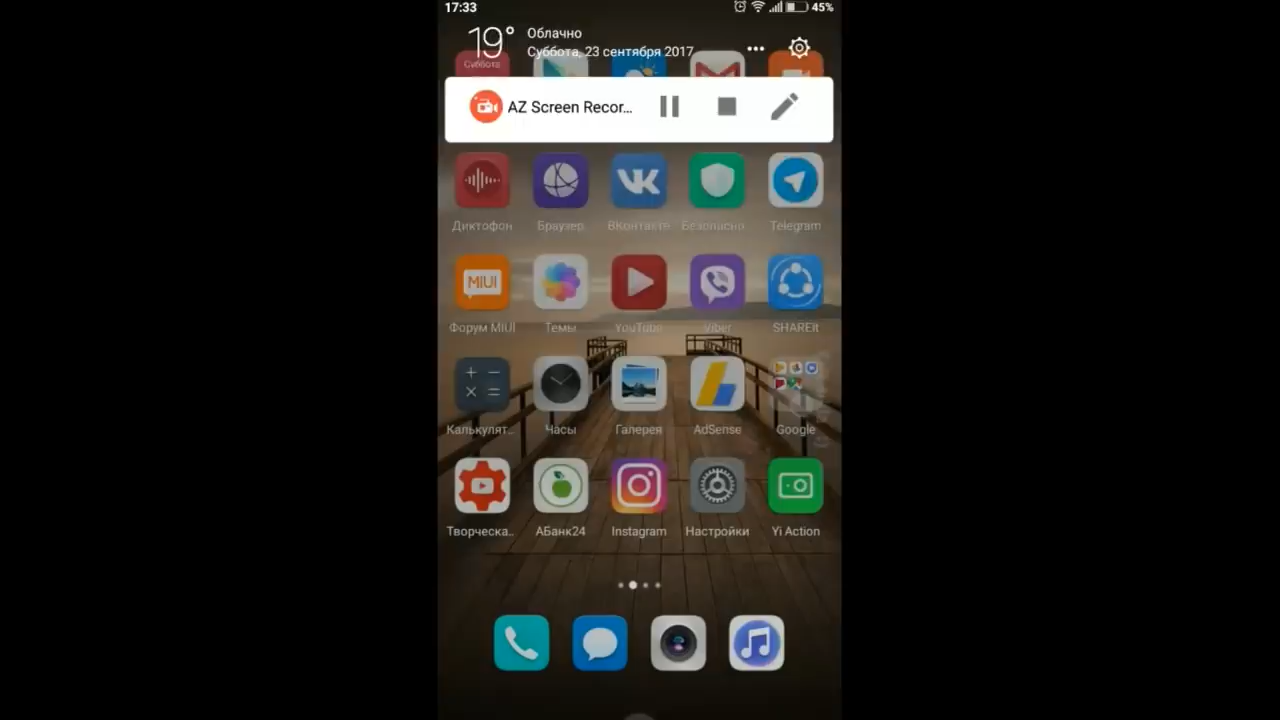 17:33
45%
19°
Облачно
Суббота, 23 сентября 2017
Суббота
AZ Screen Recor...
Диктофон
Браузер
ВКонтакте
Безопасно
Telegram
MIUI
Форум MIUI
Темы
YouTube
Viber
SHAREit
Калькулят..
Часы
Галерея
AdSense
Google
Творческа..
АБанк24
Instagram
Настройки
Yi Action